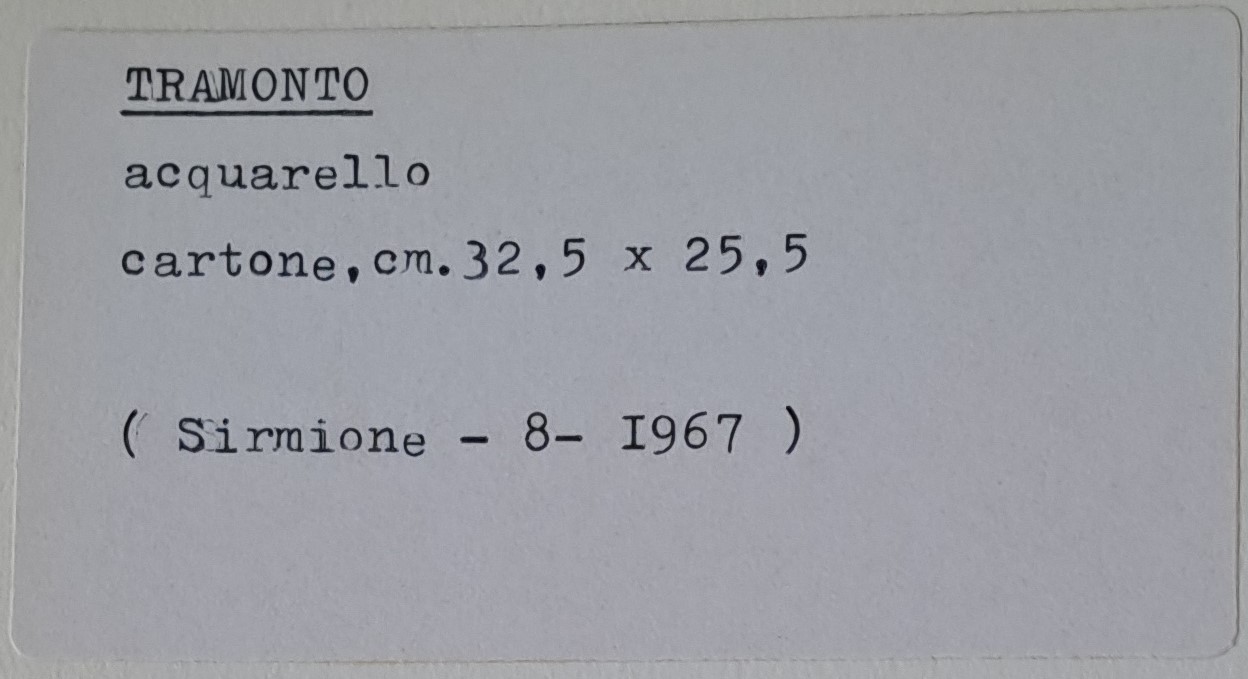 TRAMONTO
acquarello
cartone,cm.32,5 x 25,5
( Sirmione - 8- I967 )